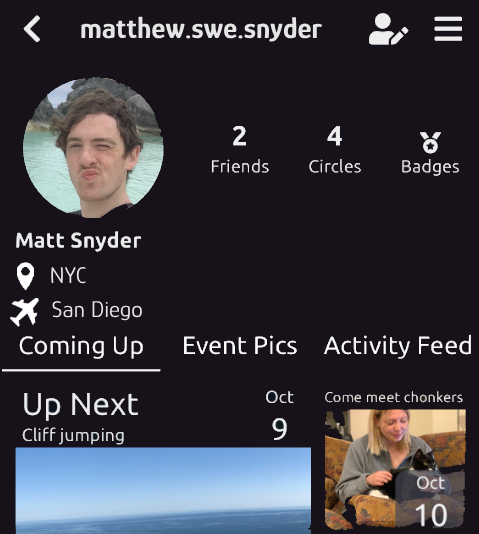 matthew.swe.snyder
2 4
Friends Circles Badges
Matt Snyder
NYC
San Diego
Coming Up Event Pics Activity Feed
Up Next
Cliff jumping
Oct
9
Come meet chonkers
Oct
10